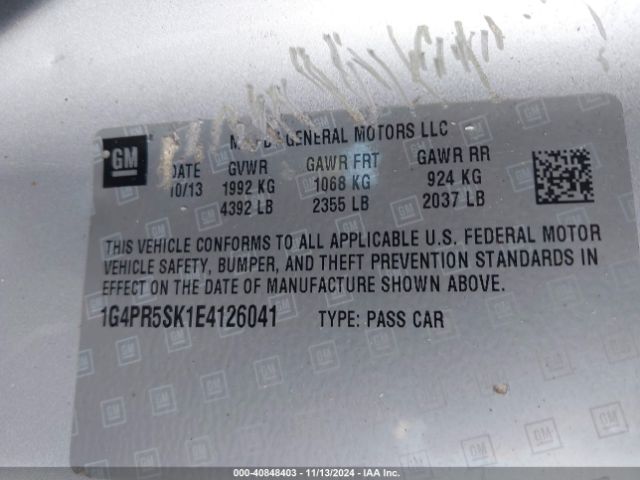 GM
GENERAL MOTORS LLC
DATE GVWR GAWR FRT GAWR RR
10/13 1992 KG 1068 KG 924 KG
4392 LB 2355 LB 2037 LB
THIS VEHICLE CONFORMS TO ALL APPLICABLE U.S. FEDERAL MOTOR
VEHICLE SAFETY, BUMPER, AND THEFT PREVENTION STANDARDS IN
EFFECT ON THE DATE OF MANUFACTURE SHOWN ABOVE.
1G4PR5SK1E4126041 TYPE: PASS CAR
000-40848403 - 11/13/2024 - IAA Inc.